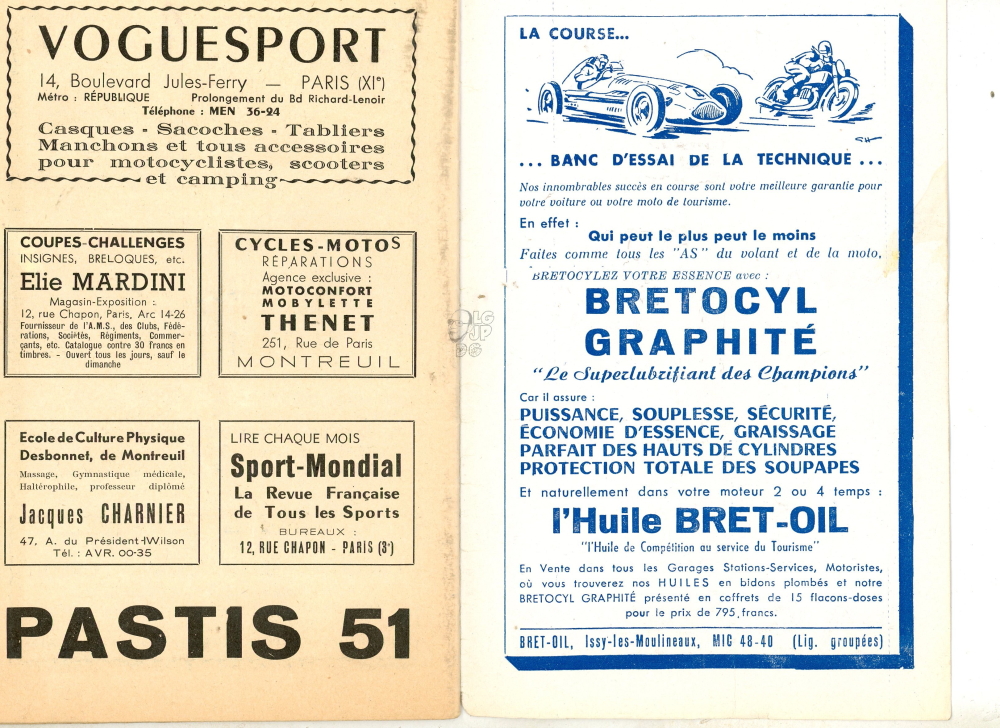 VOGUESPORT
14, Boulevard Jules-Ferry — PARIS (XIe)
Métro : RÉPUBLIQUE Prolongement du Bd Richard-Lenoir
Téléphone : MEN 36-24
Casques - Sacoches - Tabliers
Manchons et tous accessoires
pour motocyclistes, scooters
et camping
COUPES-CHALLENGES
INSIGNES, BRELOQUES, etc.
Elie MARDINI
Magasin-Exposition :
12, rue Chapon, Paris, Arc 14-26
Fournisseur de l'A.M.S., des Clubs, Fédé-
rations, Sociétés, Régiments, Commer-
çants, etc. Catalogue contre 30 francs en
timbres. - Ouvert tous les jours, sauf le
dimanche
CYCLES-MOTOS
RÉPARATIONS
Agence exclusive :
MOTOCONFORT
MOBYLETTE
THENET
251, Rue de Paris
MONTREUIL
Ecole de Culture Physique
Desbonnet, de Montreuil
Massage, Gymnastique médicale,
Haltérophile, professeur diplômé
Jacques CHARNIER
47, A. du Président-Wilson
Tél. : AVR. 00-35
LIRE CHAQUE MOIS
Sport-Mondial
La Revue Française
de Tous les Sports
BUREAUX :
12, RUE CHAPON - PARIS (3e)
PASTIS 51
LA COURSE...
... BANC D'ESSAI DE LA TECHNIQUE ...
Nos innombrables succès en course sont votre meilleure garantie pour
votre voiture ou votre moto de tourisme.
En effet :
Qui peut le plus peut le moins
Faites comme tous les "AS" du volant et de la moto,
BRETOCYLEZ VOTRE ESSENCE avec :
BRETOCYL
GRAPHITÉ
"Le Superlubrifiant des Champions"
Car il assure :
PUISSANCE, SOUPLESSE, SÉCURITÉ,
ÉCONOMIE D'ESSENCE, GRAISSAGE
PARFAIT DES HAUTS DE CYLINDRES
PROTECTION TOTALE DES SOUPAPES
Et naturellement dans votre moteur 2 ou 4 temps :
l'Huile BRET-OIL
"l'Huile de Compétition au service du Tourisme"
En Vente dans tous les Garages Stations-Services, Motoristes,
où vous trouverez nos HUILES en bidons plombés et notre
BRETOCYL GRAPHITÉ présenté en coffrets de 15 flacons-doses
pour le prix de 795 francs.
BRET-OIL, Issy-les-Moulineaux, MIC 48-40 (Lig. groupées)